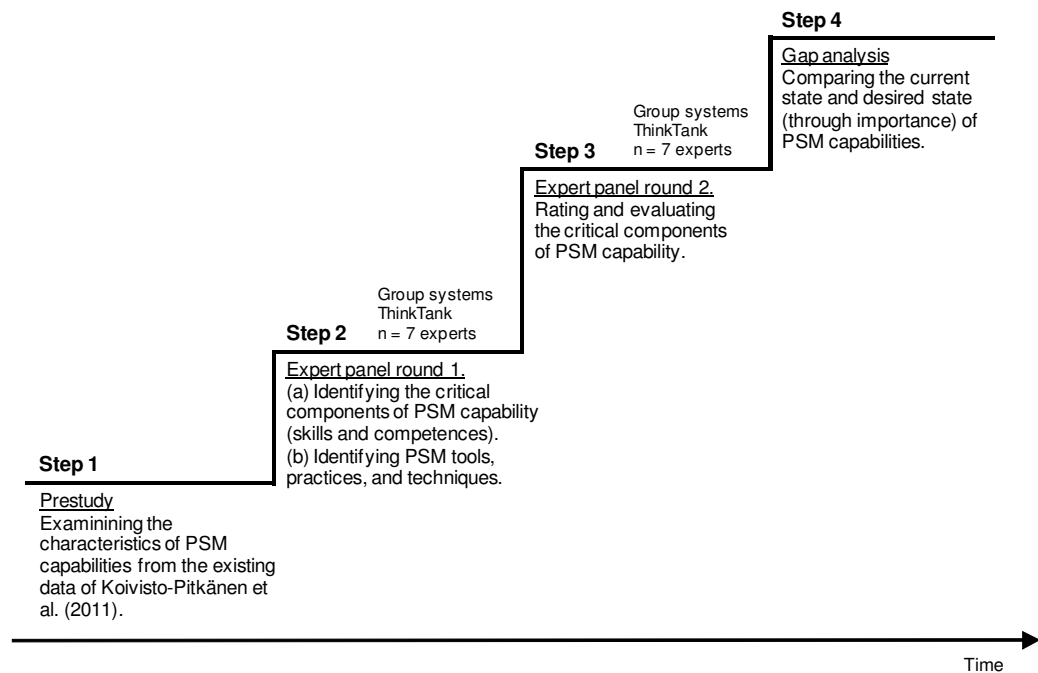 Step 4
Gap analysis
Comparing the current
state and desired state
(through importance) of
PSM capabilities.
Group systems
ThinkTank
n = 7 experts
Step 3
Expert panel round 2.
Rating and evaluating
the critical components
of PSM capability.
Group systems
ThinkTank
n = 7 experts
Step 2
Expert panel round 1.
(a) Identifying the critical
components of PSM capability
(skills and competences).
(b) Identifying PSM tools,
practices, and techniques.
Step 1
Prestudy
Examinining the
characteristics of PSM
capabilities from the existing
data of Koivisto-Pitkänen et
al. (2011).
Time